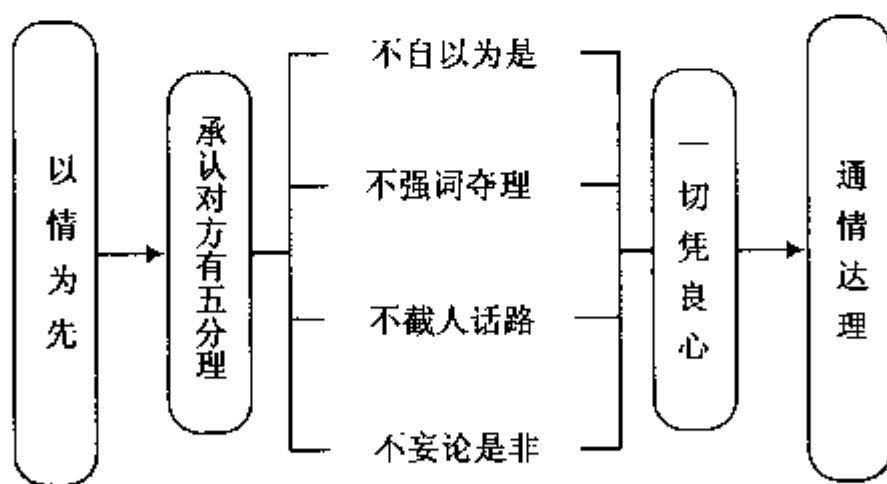 以情为先
承认对方有五分理
不自以为是
不强词夺理
不截人话路
不妄论是非
一切凭良心
通情达理